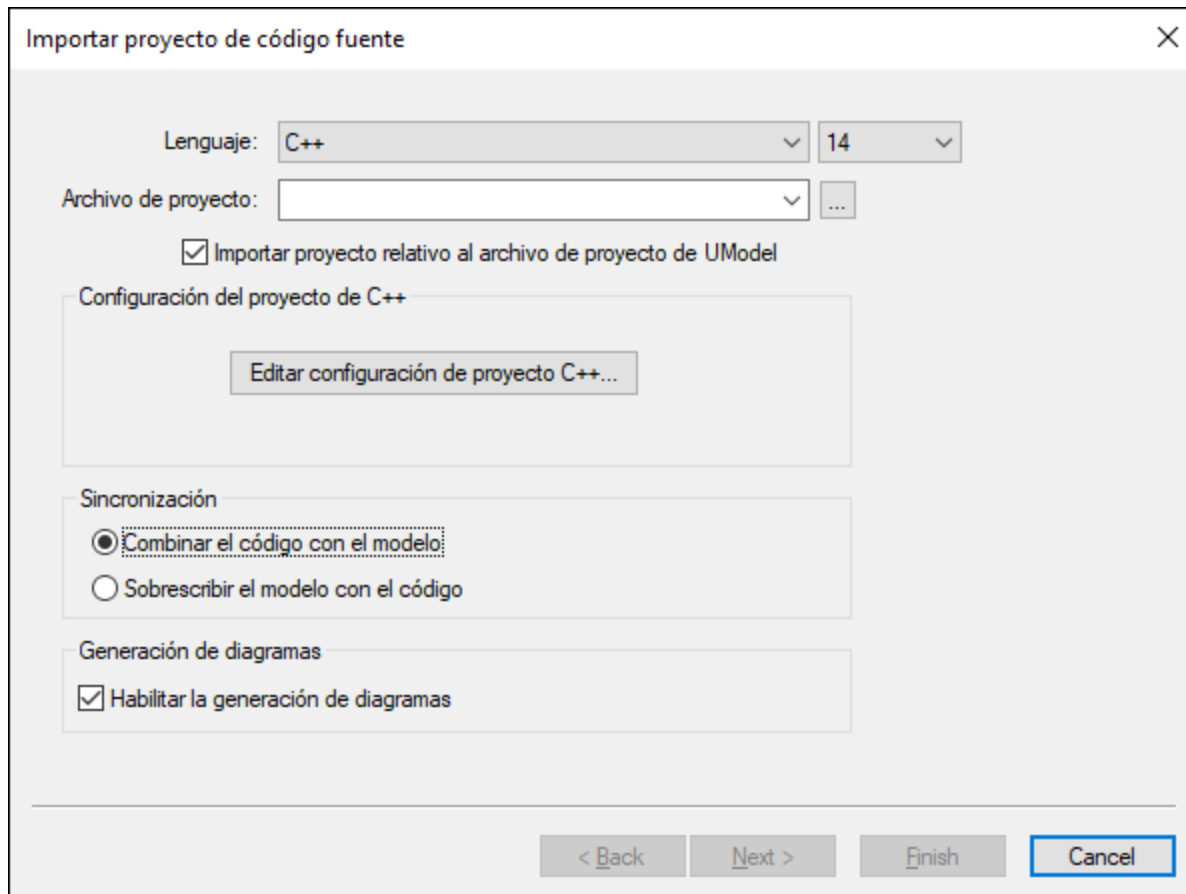 Importar proyecto de código fuente
Lenguaje: C++ 14
Archivo de proyecto: ...
Importar proyecto relativo al archivo de proyecto de UModel
Configuración del proyecto de C++
Editar configuración de proyecto C++...
Sincronización
Combinar el código con el modelo
Sobrescribir el modelo con el código
Generación de diagramas
Habilitar la generación de diagramas
< Back Next > Finish Cancel